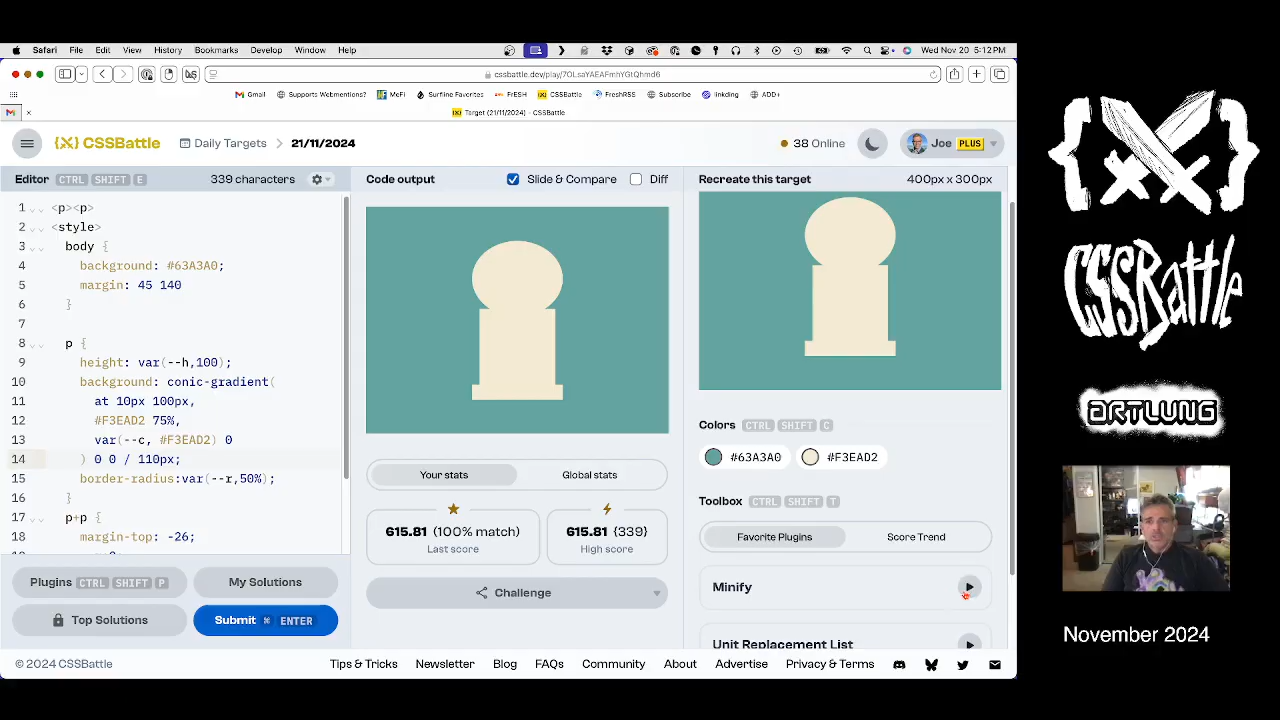 Safari File Edit View History Bookmarks Develop Window Help Wed Nov 20 5:12 PM
cssbattle.dev/play/7OLsaYAEAFmhYGtQhmd6
Gmail Supports Webmentions? MeFi Surfline Favorites FrESH CSSBattle FreshRSS Subscribe linkding ADD+
Target (21/11/2024) - CSSBattle
{X} CSSBattle Daily Targets > 21/11/2024 38 Online Joe PLUS
Editor CTRL SHIFT E 339 characters
1 <p><p>
2 <style>
3 body {
4 background: #63A3A0;
5 margin: 45 140
6 }
7
8 p {
9 height: var(--h,100);
10 background: conic-gradient(
11 at 10px 100px,
12 #F3EAD2 75%,
13 var(--c, #F3EAD2) 0
14 ) 0 0 / 110px;
15 border-radius:var(--r,50%);
16 }
17 p+p {
18 margin-top: -26;
Plugins CTRL SHIFT P My Solutions
Top Solutions Submit ⌘ ENTER
Code output Slide & Compare Diff
Your stats Global stats
615.81 (100% match) Last score
615.81 {339} High score
Challenge
Recreate this target 400px x 300px
Colors CTRL SHIFT C
#63A3A0 #F3EAD2
Toolbox CTRL SHIFT T
Favorite Plugins Score Trend
Minify
Unit Replacement List
© 2024 CSSBattle Tips & Tricks Newsletter Blog FAQs Community About Advertise Privacy & Terms
CSSBattle
ARTLUNG
November 2024